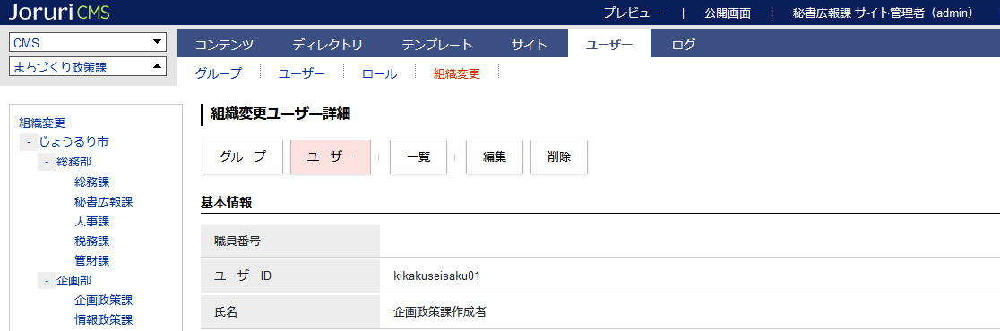 Joruri CMS
プレビュー | 公開画面 | 秘書広報課 サイト管理者（admin）
CMS
まちづくり政策課
コンテンツ ディレクトリ テンプレート サイト ユーザー ログ
グループ ユーザー ロール 組織変更
組織変更
- じょうるり市
- 総務部
総務課
秘書広報課
人事課
税務課
管財課
- 企画部
企画政策課
情報政策課
組織変更ユーザー詳細
グループ ユーザー 一覧 編集 削除
基本情報
職員番号
ユーザーID kikakuseisaku01
氏名 企画政策課作成者